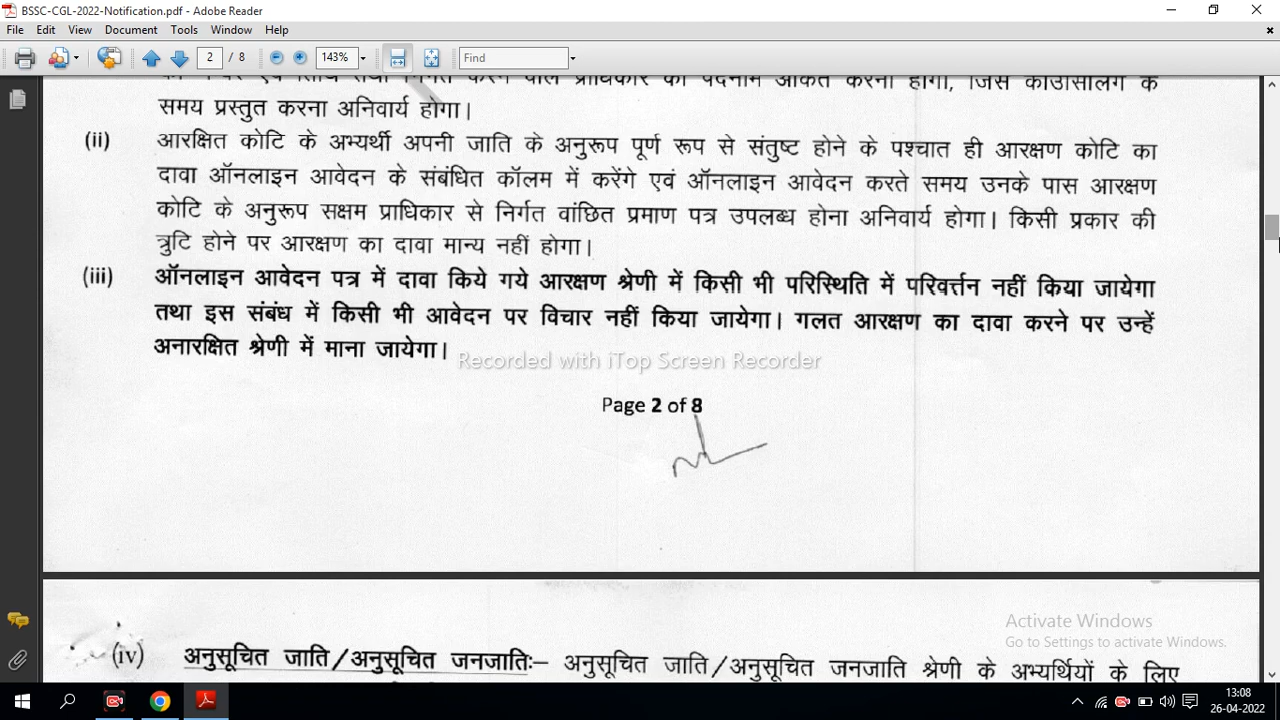 BSSC-CGL-2022-Notification.pdf - Adobe Reader
File Edit View Document Tools Window Help
2 / 8 143% Find
समय प्रस्तुत करना अनिवार्य होगा।
(ii) आरक्षित कोटि के अभ्यर्थी अपनी जाति के अनुरूप पूर्ण रूप से संतुष्ट होने के पश्चात ही आरक्षण कोटि का
दावा ऑनलाइन आवेदन के संबंधित कॉलम में करेंगे एवं ऑनलाइन आवेदन करते समय उनके पास आरक्षण
कोटि के अनुरूप सक्षम प्राधिकार से निर्गत वांछित प्रमाण पत्र उपलब्ध होना अनिवार्य होगा। किसी प्रकार की
त्रुटि होने पर आरक्षण का दावा मान्य नहीं होगा।
(iii) ऑनलाइन आवेदन पत्र में दावा किये गये आरक्षण श्रेणी में किसी भी परिस्थिति में परिवर्त्तन नहीं किया जायेगा
तथा इस संबंध में किसी भी आवेदन पर विचार नहीं किया जायेगा। गलत आरक्षण का दावा करने पर उन्हें
अनारक्षित श्रेणी में माना जायेगा।
Recorded with iTop Screen Recorder
Page 2 of 8
Activate Windows
Go to Settings to activate Windows.
(iv) अनुसूचित जाति/अनुसूचित जनजातिः– अनुसूचित जाति/अनुसूचित जनजाति श्रेणी के अभ्यर्थियों के लिए
13:08
26-04-2022